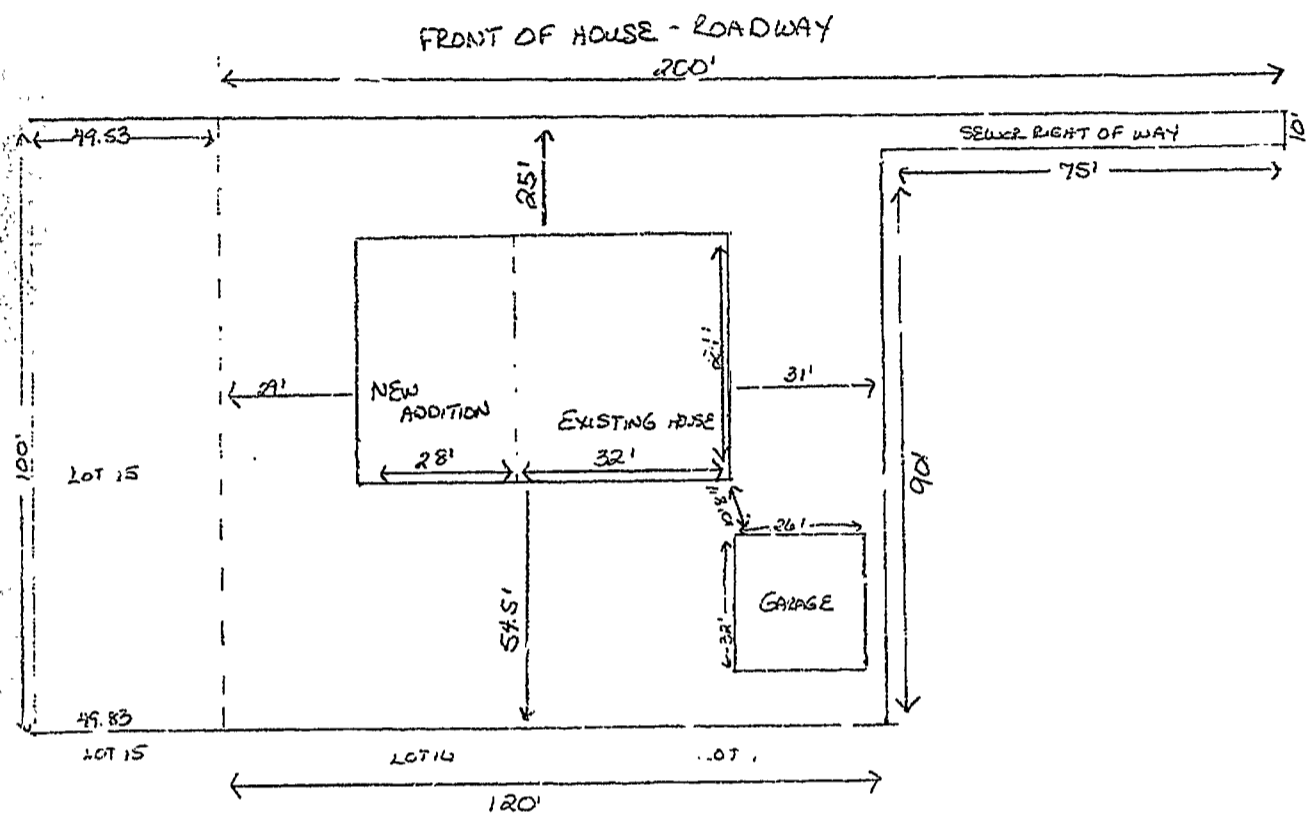 FRONT OF HOUSE - ROADWAY
200'
49.53
SEWER RIGHT OF WAY
10'
75'
25'
29'
NEW
ADDITION
EXISTING HOUSE
31'
28'
32'
100'
LOT 15
90'
26'
GARAGE
32'
54.5'
49.83
LOT 15
LOT 14
120'